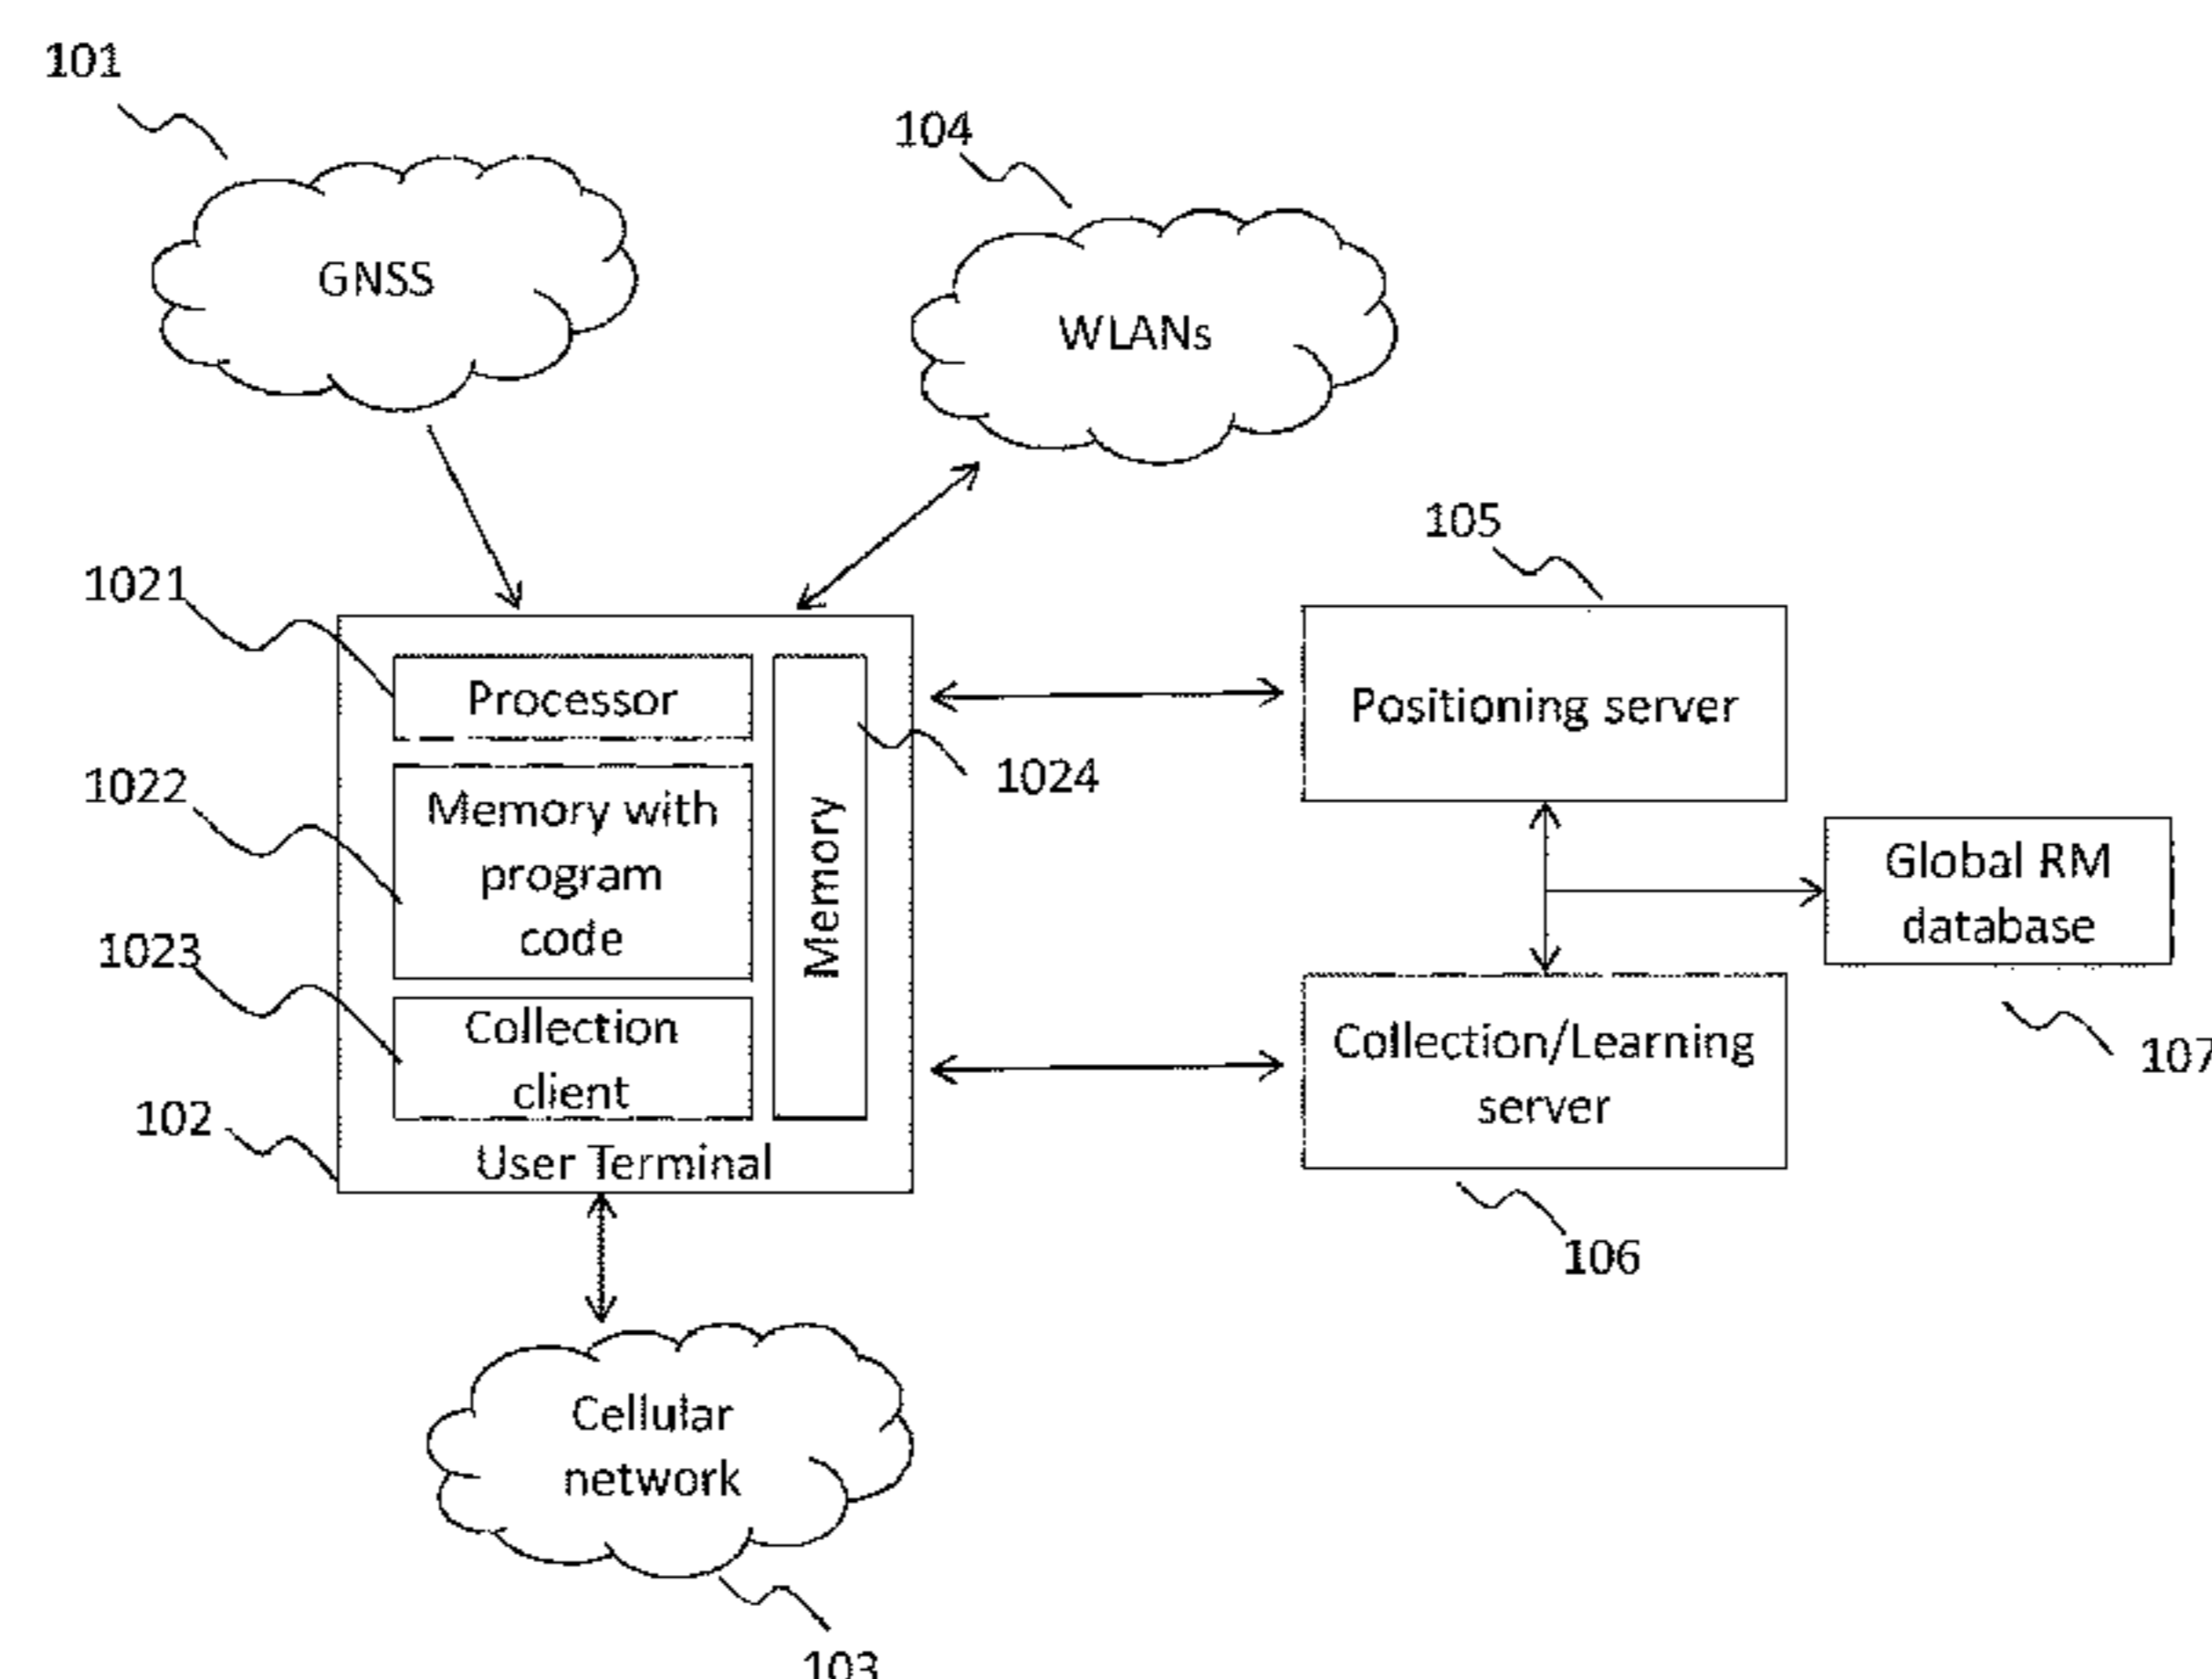 101
104
GNSS
WLANs
105
1021
Processor
Positioning server
1024
1022
Memory with
program
code
Memory
Global RM
database
1023
Collection
client
Collection/Learning
server
107
102
User Terminal
106
Cellular
network
103